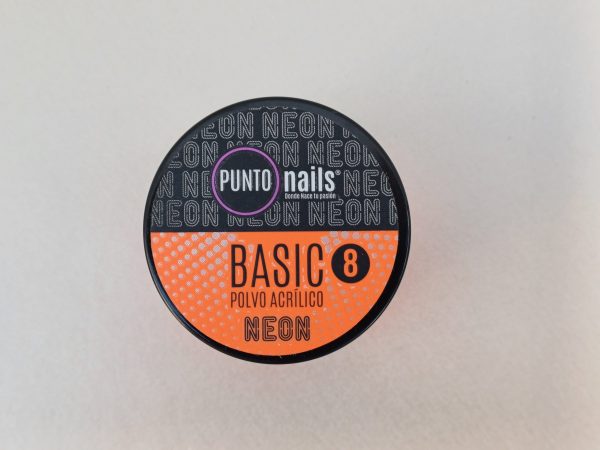 NEON NEON N
EON NEON NEON
PUNTO nails®
Donde Nace tu pasión
NEON NEON NEON NEON
BASIC 8
POLVO ACRÍLICO
NEON